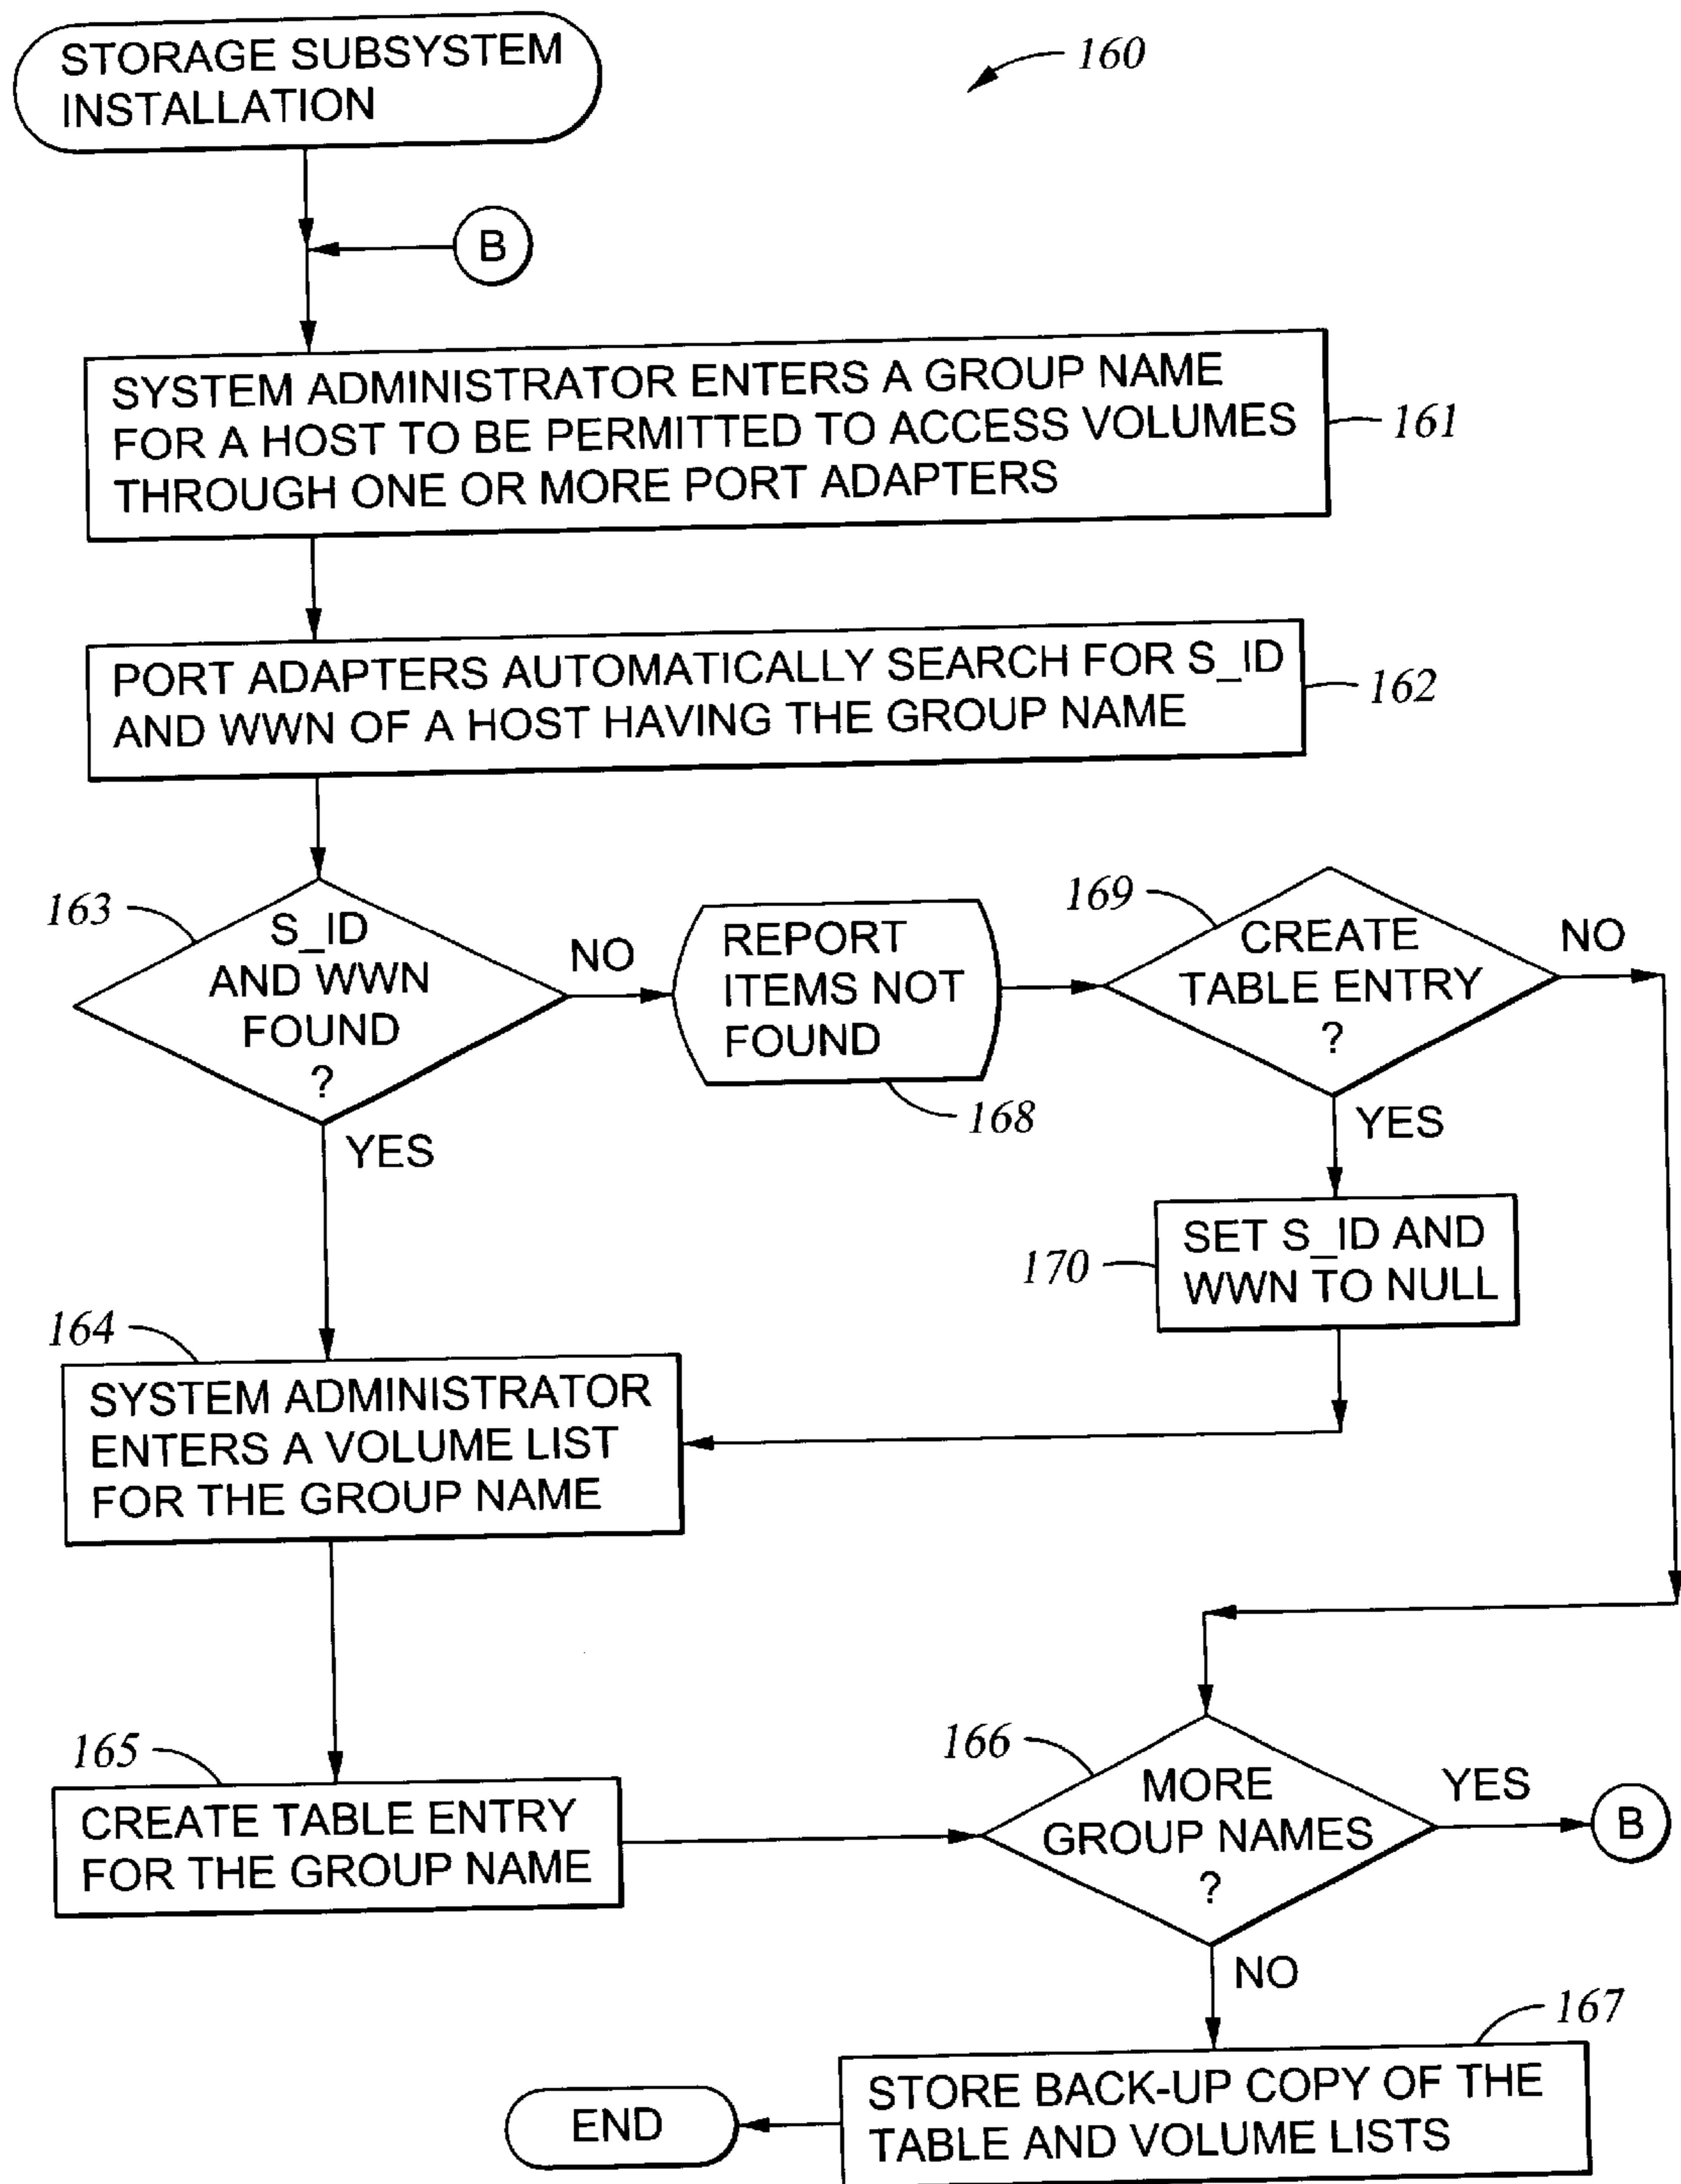 STORAGE SUBSYSTEM
INSTALLATION
160
B
SYSTEM ADMINISTRATOR ENTERS A GROUP NAME
FOR A HOST TO BE PERMITTED TO ACCESS VOLUMES
THROUGH ONE OR MORE PORT ADAPTERS
161
PORT ADAPTERS AUTOMATICALLY SEARCH FOR S_ID
AND WWN OF A HOST HAVING THE GROUP NAME
162
163
S_ID
AND WWN
FOUND
?
NO
YES
REPORT
ITEMS NOT
FOUND
168
169
CREATE
TABLE ENTRY
?
NO
YES
170
SET S_ID AND
WWN TO NULL
164
SYSTEM ADMINISTRATOR
ENTERS A VOLUME LIST
FOR THE GROUP NAME
165
CREATE TABLE ENTRY
FOR THE GROUP NAME
166
MORE
GROUP NAMES
?
YES
B
NO
167
STORE BACK-UP COPY OF THE
TABLE AND VOLUME LISTS
END